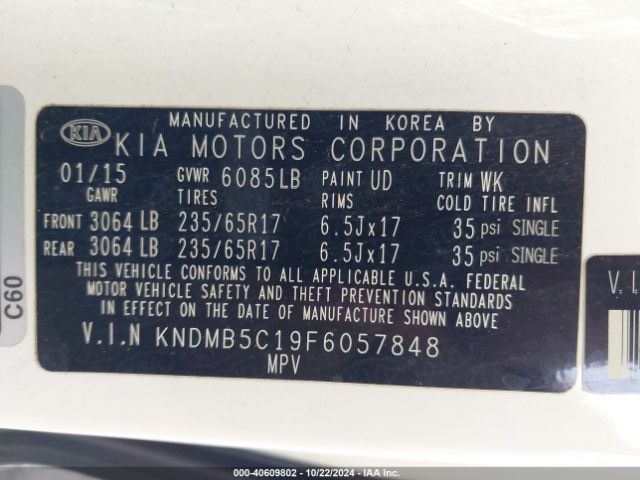 MANUFACTURED IN KOREA BY
KIA KIA MOTORS CORPORATION
01/15 GVWR 6085LB PAINT UD TRIM WK
GAWR TIRES RIMS COLD TIRE INFL
FRONT 3064 LB 235/65R17 6.5Jx17 35 psi SINGLE
REAR 3064 LB 235/65R17 6.5Jx17 35 psi SINGLE
THIS VEHICLE CONFORMS TO ALL APPLICABLE U.S.A. FEDERAL
MOTOR VEHICLE SAFETY AND THEFT PREVENTION STANDARDS
IN EFFECT ON THE DATE OF MANUFACTURE SHOWN ABOVE
V.I.N KNDMB5C19F6057848
MPV
C60
V.I
000-40609802 - 10/22/2024 - COPYRIGHT IAA, LLC.